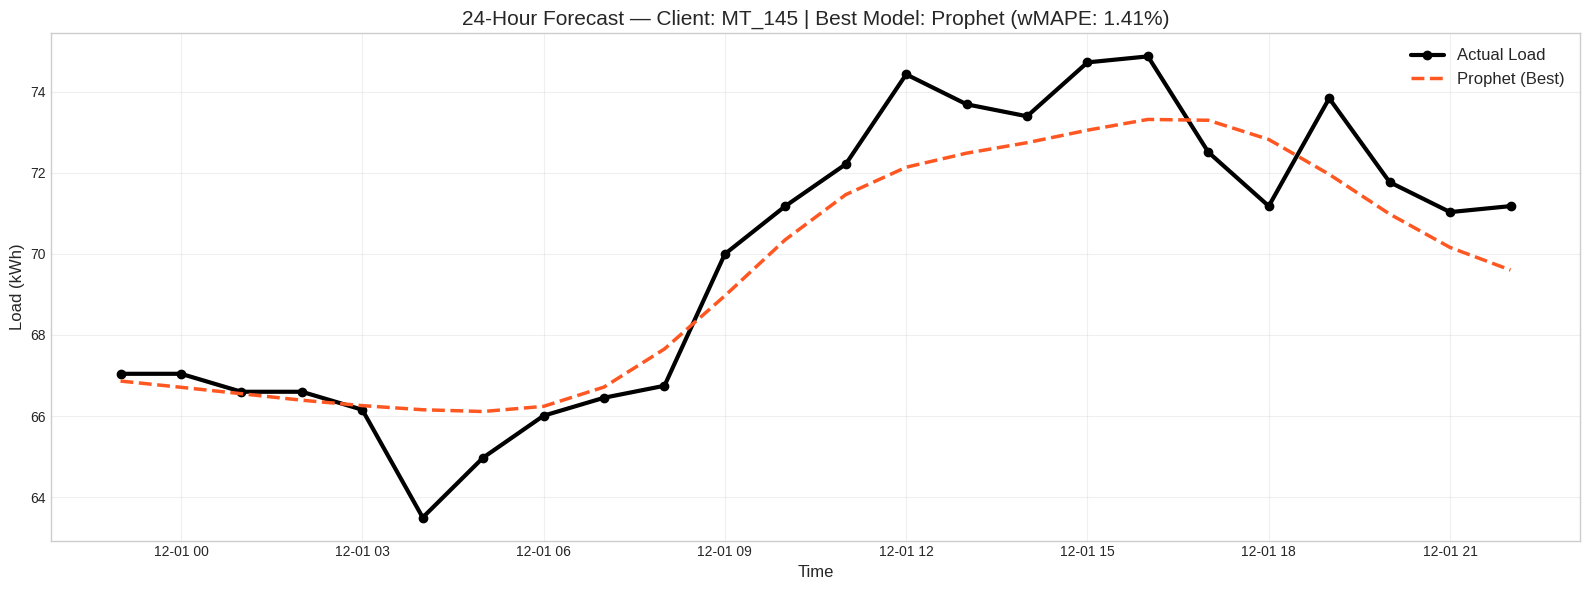 24-Hour Forecast — Client: MT_145 | Best Model: Prophet (wMAPE: 1.41%)
Actual Load
Prophet (Best)
Load (kWh)
74
72
70
68
66
64
12-01 00
12-01 03
12-01 06
12-01 09
12-01 12
12-01 15
12-01 18
12-01 21
Time